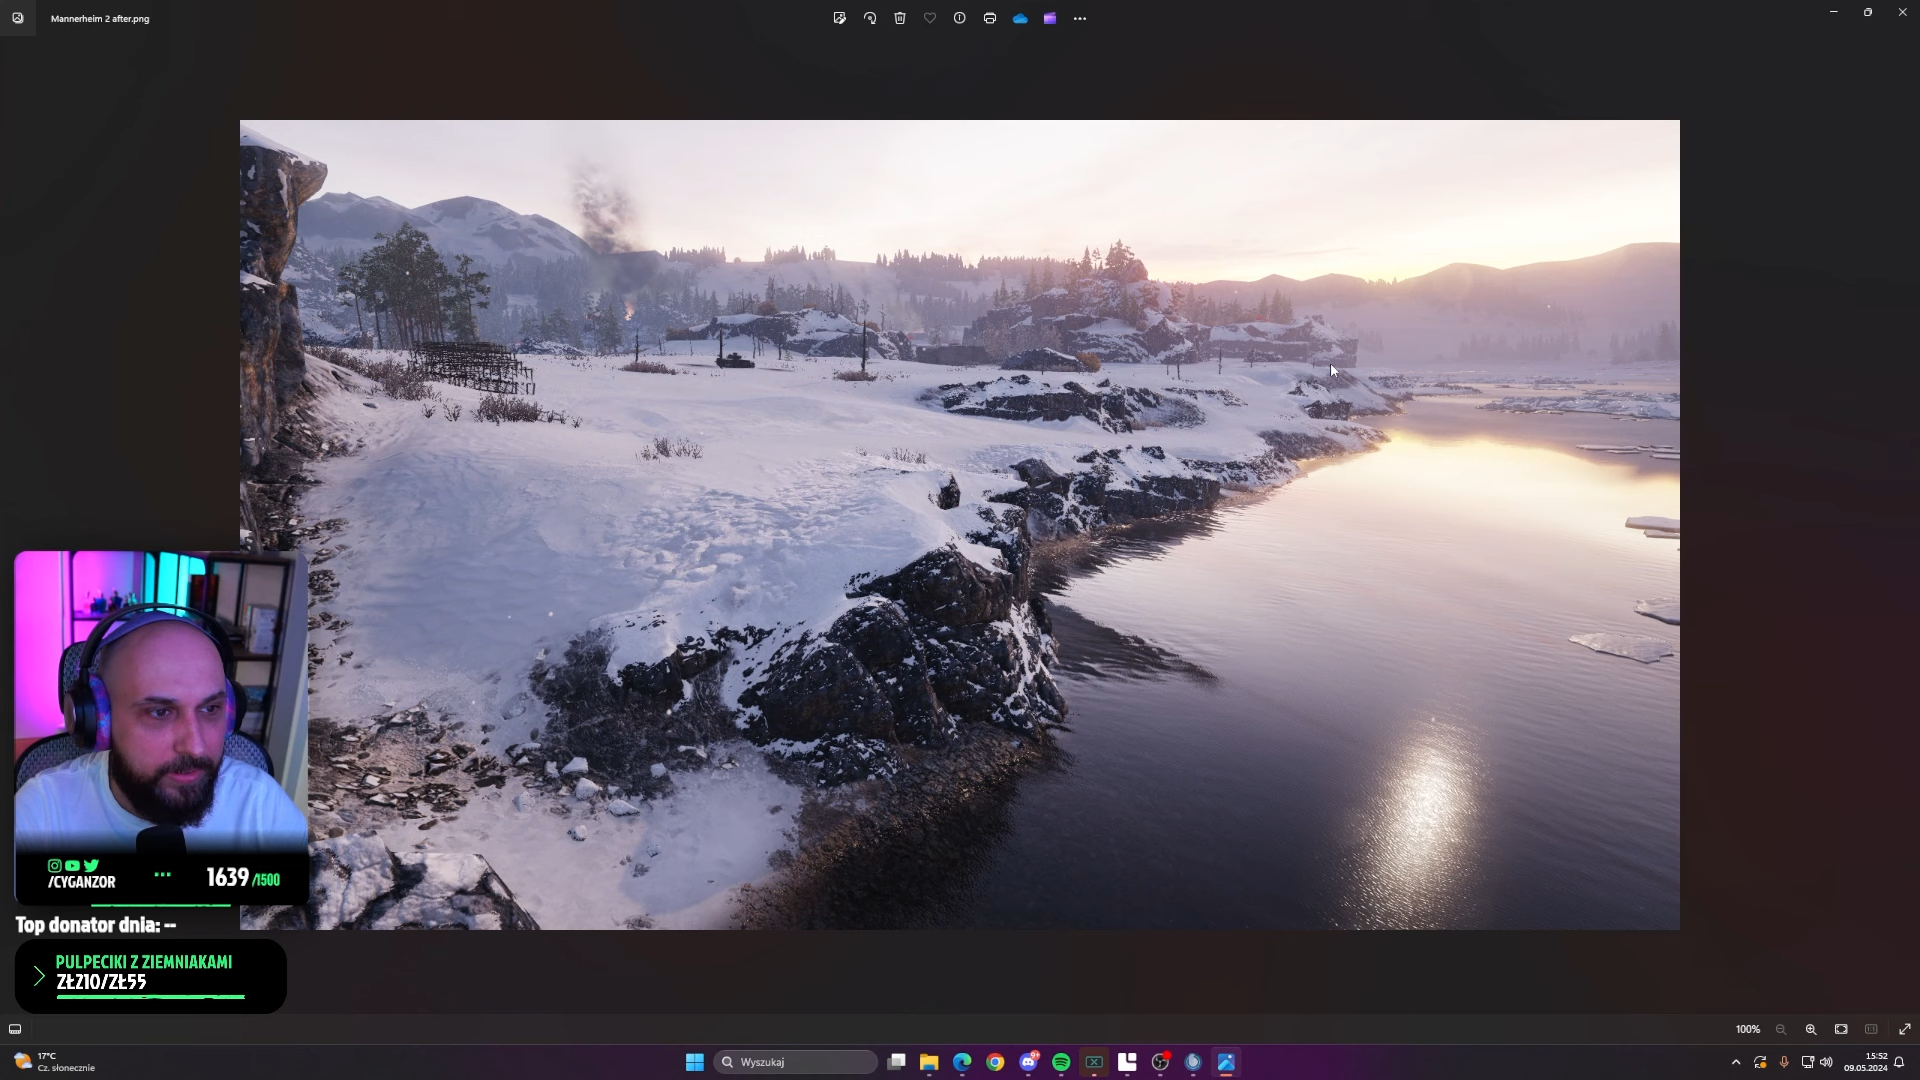 Mannerheim 2 after.png
/CYGANZOR
1639 /1500
Top donator dnia: --
PULPECIKI Z ZIEMNIAKAMI
ZŁ210/ZŁ55
100%
17°C
Cz. słonecznie
Wyszukaj
15:52
09.05.2024